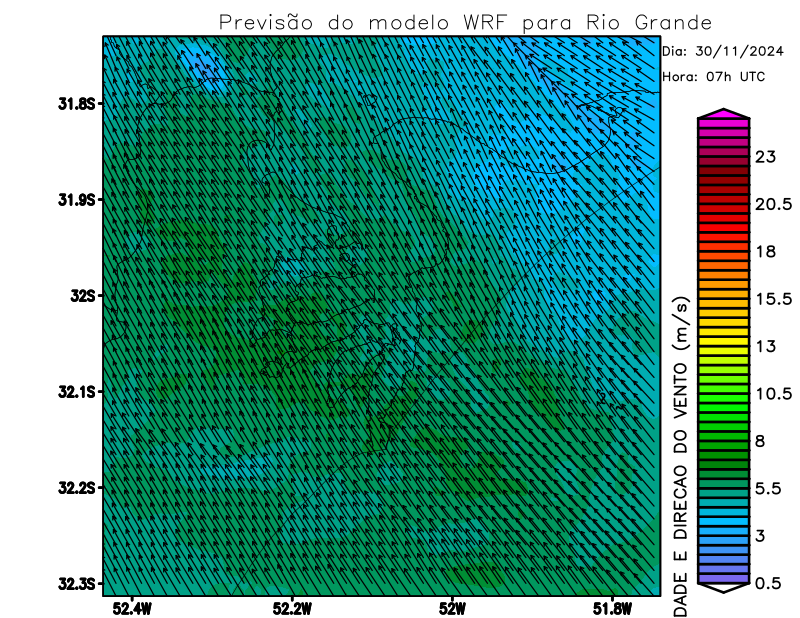 Previsão do modelo WRF para Rio Grande
Dia: 30/11/2024
Hora: 07h UTC
31.8S
31.9S
32S
32.1S
32.2S
32.3S
52.4W
52.2W
52W
51.8W
23
20.5
18
15.5
13
10.5
8
5.5
3
0.5
DADE E DIRECAO DO VENTO (m/s)